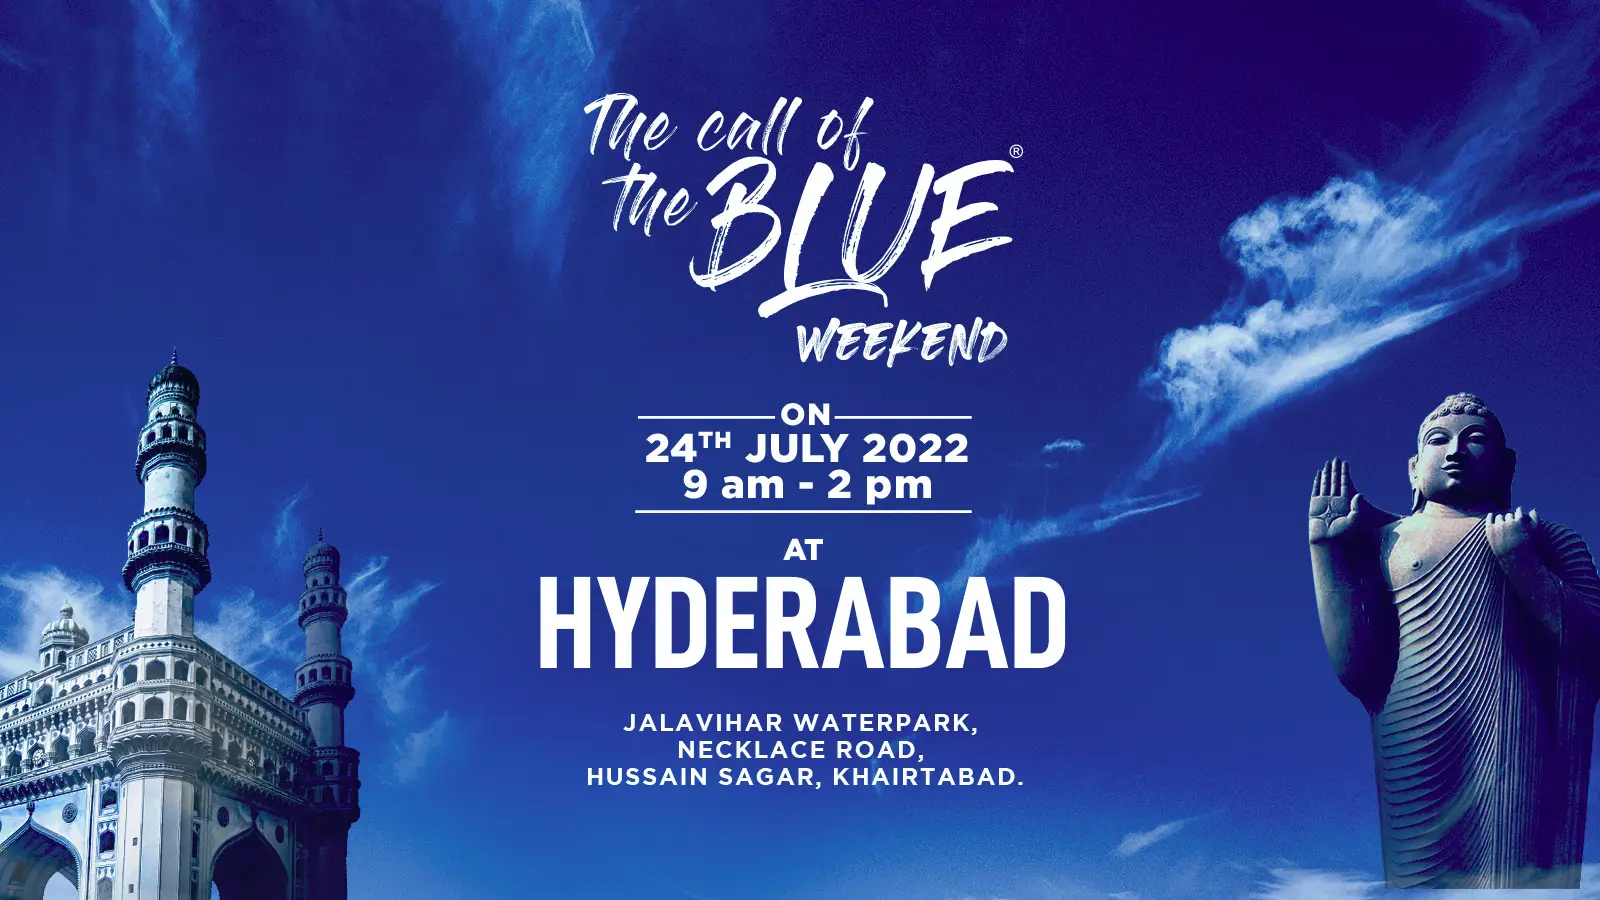 The call of
the BLUE®
WEEKEND
ON
24TH JULY 2022
9 am - 2 pm
AT
HYDERABAD
JALAVIHAR WATERPARK,
NECKLACE ROAD,
HUSSAIN SAGAR, KHAIRTABAD.